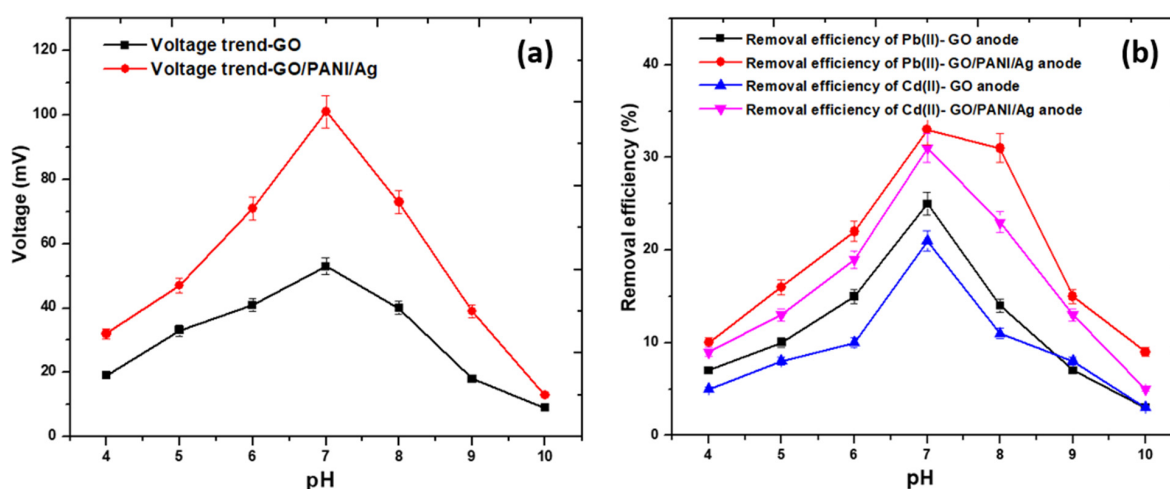 (a)
Voltage trend-GO
Voltage trend-GO/PANI/Ag
120
100
80
60
40
20
0
Voltage (mV)
4 5 6 7 8 9 10
pH
(b)
Removal efficiency of Pb(II)- GO anode
Removal efficiency of Pb(II)- GO/PANI/Ag anode
Removal efficiency of Cd(II)- GO anode
Removal efficiency of Cd(II)- GO/PANI/Ag anode
40
30
20
10
0
Removal efficiency (%)
4 5 6 7 8 9 10
pH